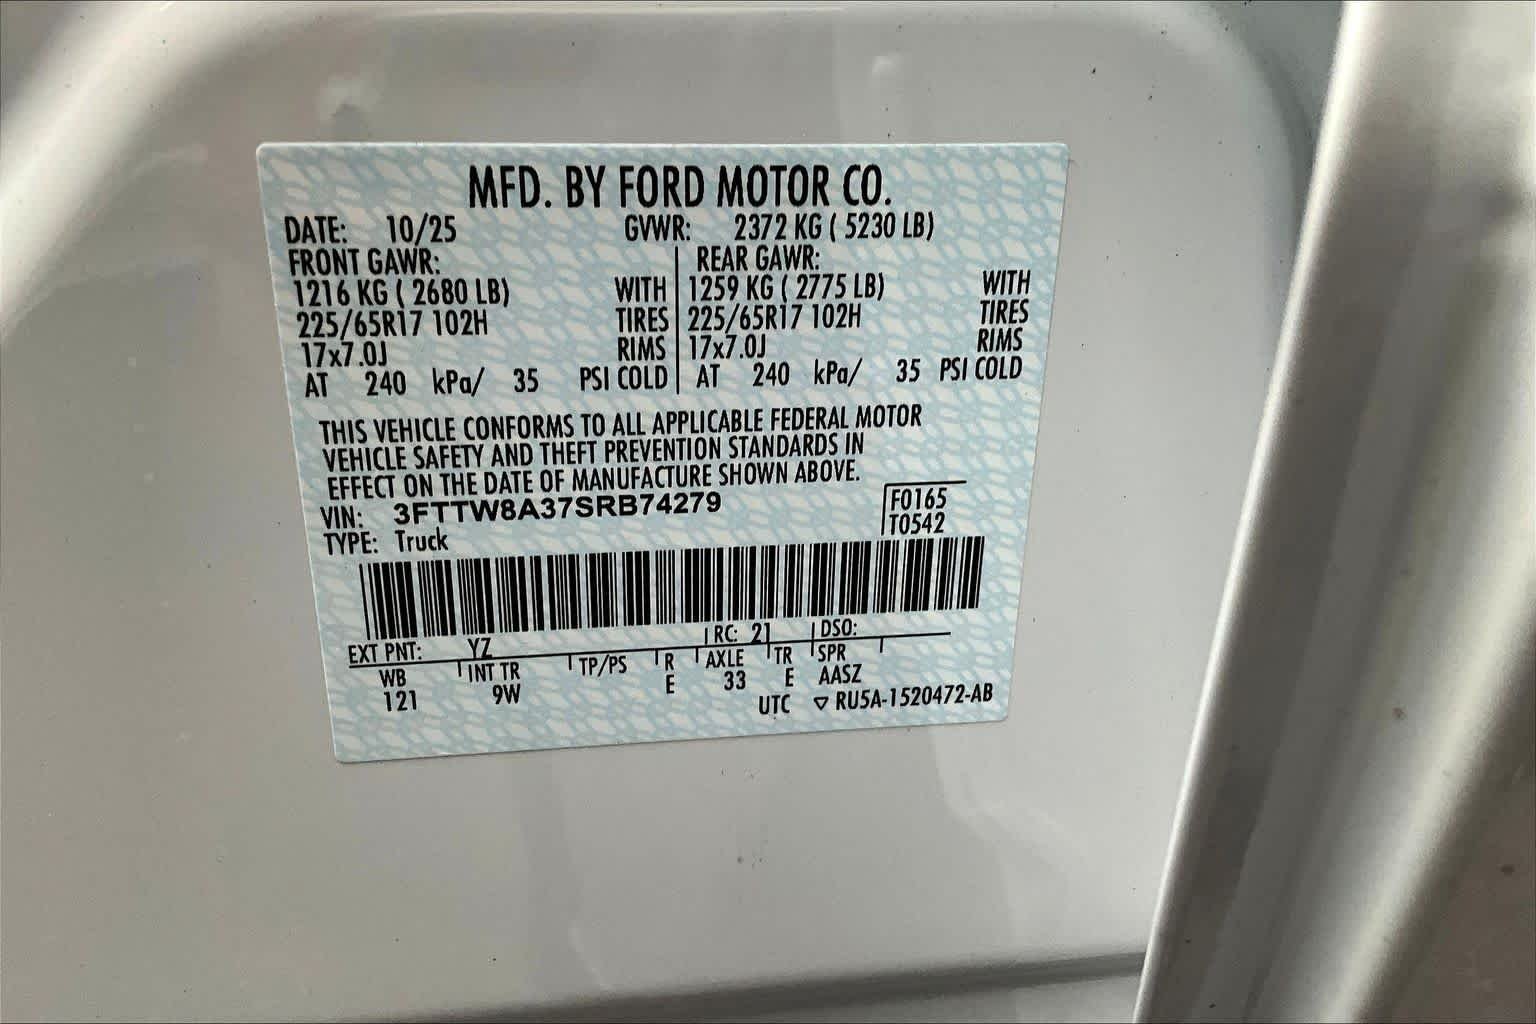 MFD. BY FORD MOTOR CO.
DATE: 10/25 GVWR: 2372 KG ( 5230 LB)
FRONT GAWR: REAR GAWR:
1216 KG ( 2680 LB) WITH 1259 KG ( 2775 LB) WITH
225/65R17 102H TIRES 225/65R17 102H TIRES
17x7.0J RIMS 17x7.0J RIMS
AT 240 kPa/ 35 PSI COLD AT 240 kPa/ 35 PSI COLD
THIS VEHICLE CONFORMS TO ALL APPLICABLE FEDERAL MOTOR
VEHICLE SAFETY AND THEFT PREVENTION STANDARDS IN
EFFECT ON THE DATE OF MANUFACTURE SHOWN ABOVE.
VIN: 3FTTW8A37SRB74279 F0165
TYPE: Truck T0542
EXT PNT: YZ RC: 21 DSO:
WB INT TR TP/PS R AXLE TR SPR
121 9W E 33 E AASZ
UTC ▽ RU5A-1520472-AB